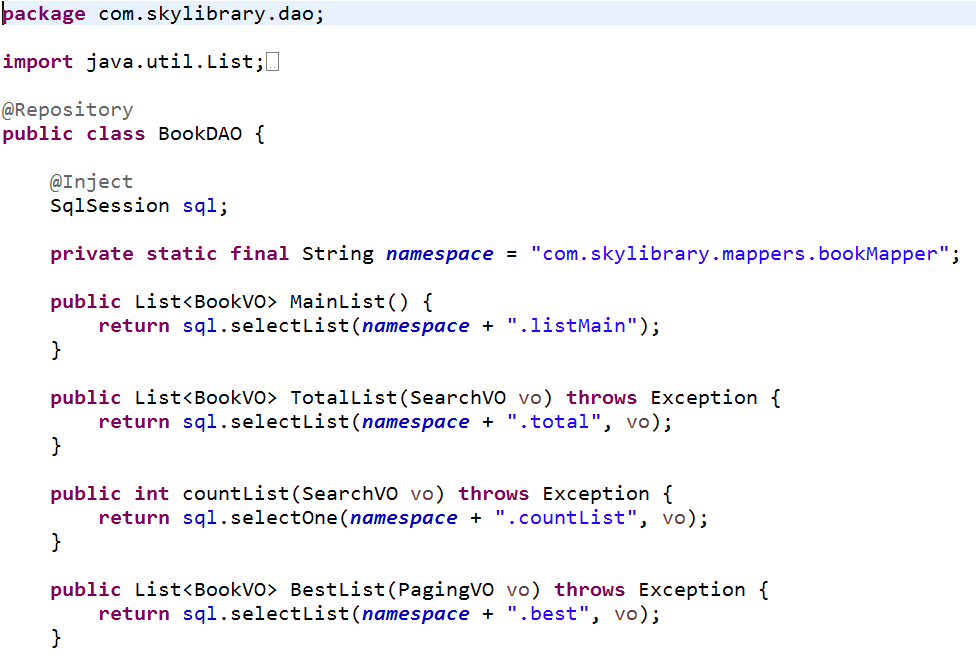 package com.skylibrary.dao;
import java.util.List;
@Repository
public class BookDAO {
@Inject
SqlSession sql;
private static final String namespace = "com.skylibrary.mappers.bookMapper";
public List<BookVO> MainList() {
return sql.selectList(namespace + ".listMain");
}
public List<BookVO> TotalList(SearchVO vo) throws Exception {
return sql.selectList(namespace + ".total", vo);
}
public int countList(SearchVO vo) throws Exception {
return sql.selectOne(namespace + ".countList", vo);
}
public List<BookVO> BestList(PagingVO vo) throws Exception {
return sql.selectList(namespace + ".best", vo);
}